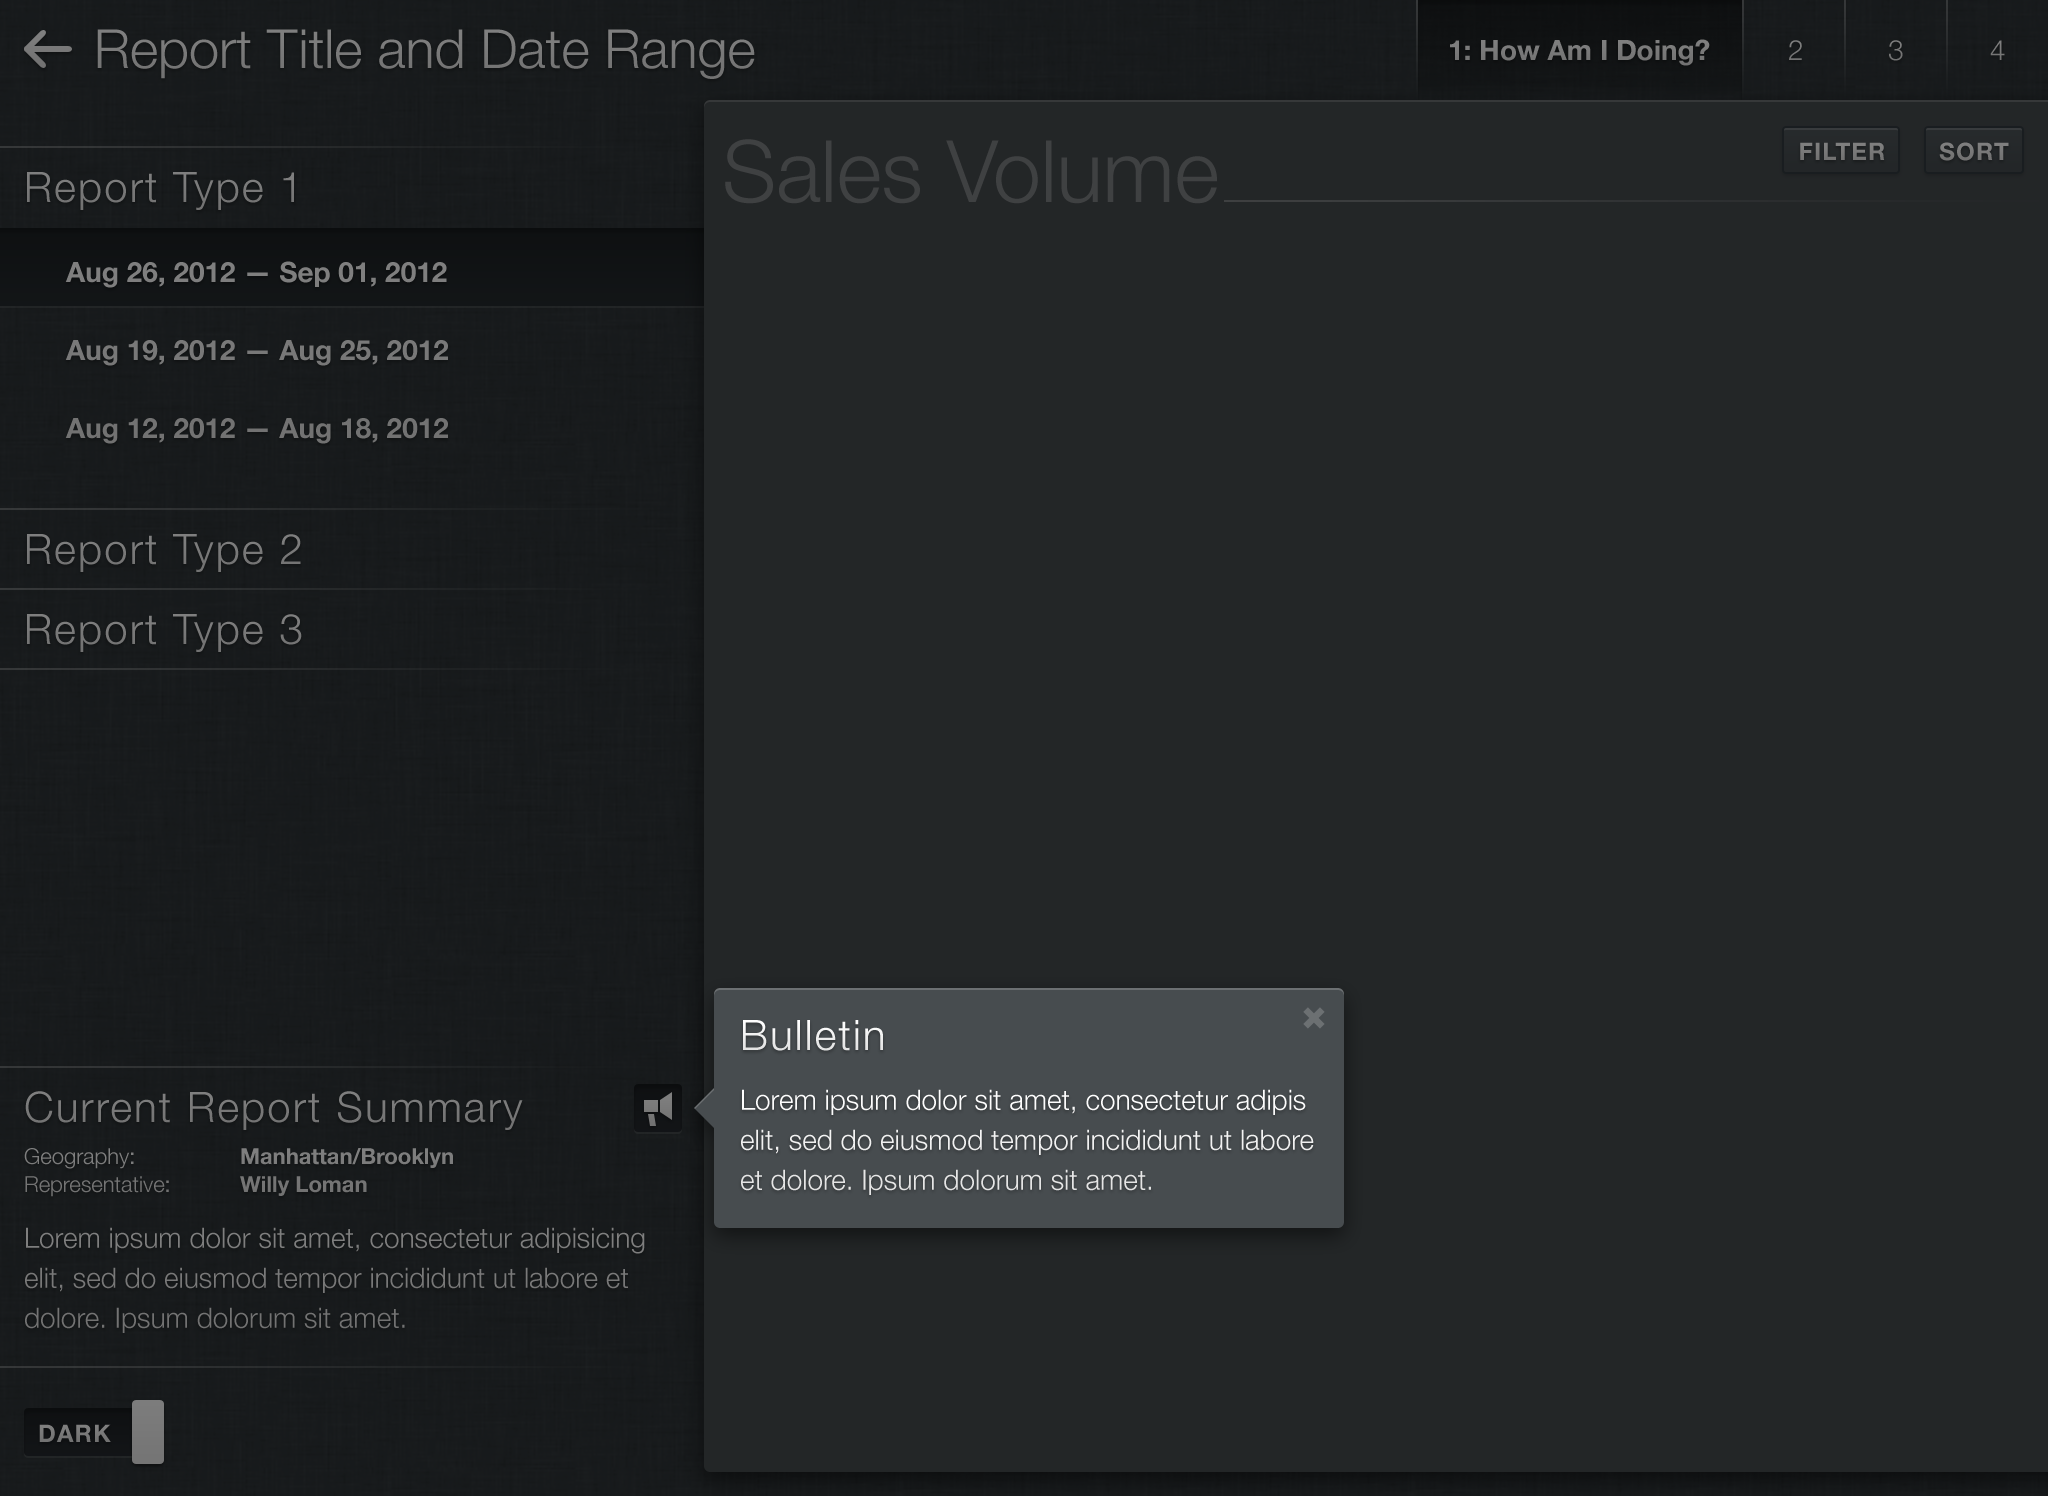 Report Title and Date Range
1: How Am I Doing?
2
3
4
Report Type 1
Aug 26, 2012 — Sep 01, 2012
Aug 19, 2012 — Aug 25, 2012
Aug 12, 2012 — Aug 18, 2012
Report Type 2
Report Type 3
Sales Volume
FILTER
SORT
Current Report Summary
Geography: Manhattan/Brooklyn
Representative: Willy Loman
Lorem ipsum dolor sit amet, consectetur adipisicing
elit, sed do eiusmod tempor incididunt ut labore et
dolore. Ipsum dolorum sit amet.
DARK
Bulletin
Lorem ipsum dolor sit amet, consectetur adipis
elit, sed do eiusmod tempor incididunt ut labore
et dolore. Ipsum dolorum sit amet.